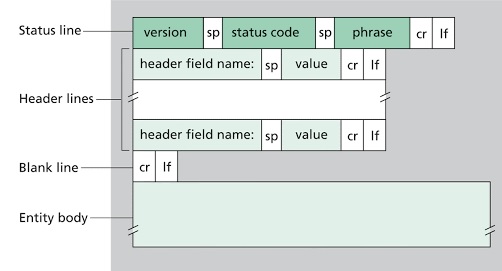 Status line version sp status code sp phrase cr lf
header field name: sp value cr lf
Header lines
header field name: sp value cr lf
Blank line cr lf
Entity body